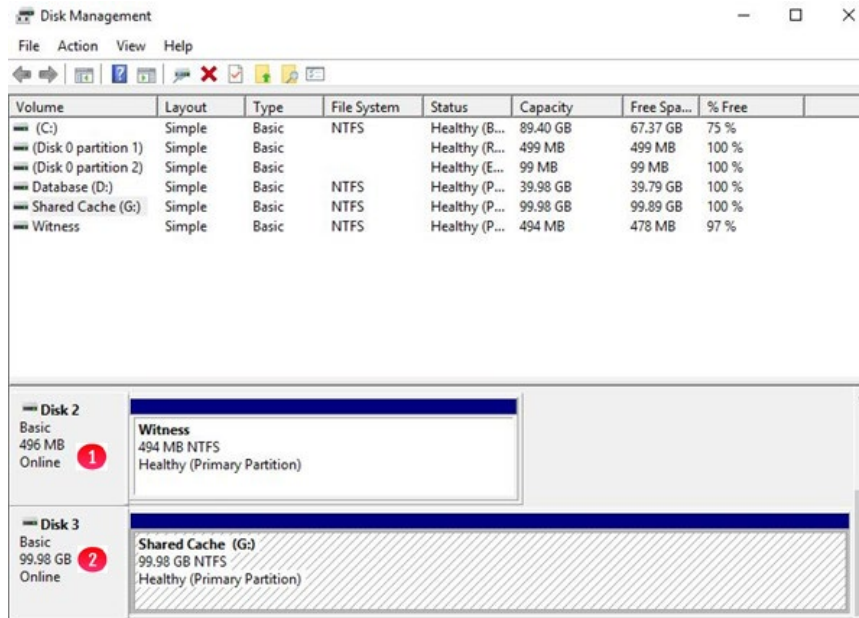 Disk Management
File Action View Help
Volume Layout Type File System Status Capacity Free Spa... % Free
(C:) Simple Basic NTFS Healthy (B... 89.40 GB 67.37 GB 75 %
(Disk 0 partition 1) Simple Basic Healthy (R... 499 MB 499 MB 100 %
(Disk 0 partition 2) Simple Basic Healthy (E... 99 MB 99 MB 100 %
Database (D:) Simple Basic NTFS Healthy (P... 39.98 GB 39.79 GB 100 %
Shared Cache (G:) Simple Basic NTFS Healthy (P... 99.98 GB 99.89 GB 100 %
Witness Simple Basic NTFS Healthy (P... 494 MB 478 MB 97 %
Disk 2
Basic
496 MB
Online
1
Witness
494 MB NTFS
Healthy (Primary Partition)
Disk 3
Basic
99.98 GB
Online
2
Shared Cache (G:)
99.98 GB NTFS
Healthy (Primary Partition)